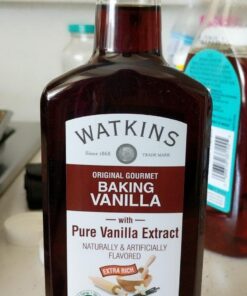 WATKINS
Since 1868 TRADE MARK
ORIGINAL GOURMET
BAKING
VANILLA
with
Pure Vanilla Extract
NATURALLY & ARTIFICIALLY
FLAVORED
EXTRA RICH